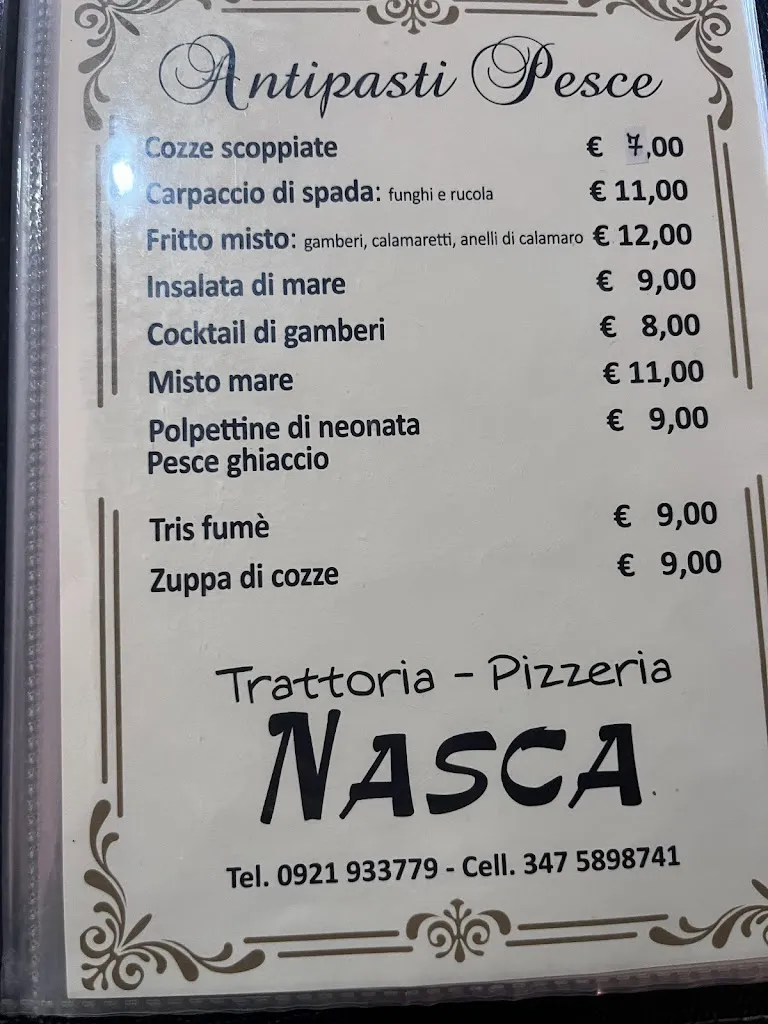 Antipasti Pesce
Cozze scoppiate € 7,00
Carpaccio di spada: funghi e rucola € 11,00
Fritto misto: gamberi, calamaretti, anelli di calamaro € 12,00
Insalata di mare € 9,00
Cocktail di gamberi € 8,00
Misto mare € 11,00
Polpettine di neonata € 9,00
Pesce ghiaccio
Tris fumè € 9,00
Zuppa di cozze € 9,00
Trattoria - Pizzeria
NASCA
Tel. 0921 933779 - Cell. 347 5898741